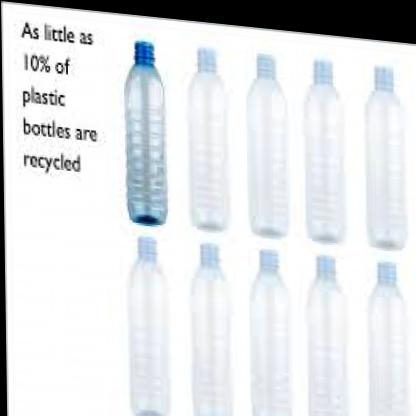 As little as
10% of
plastic
bottles are
recycled